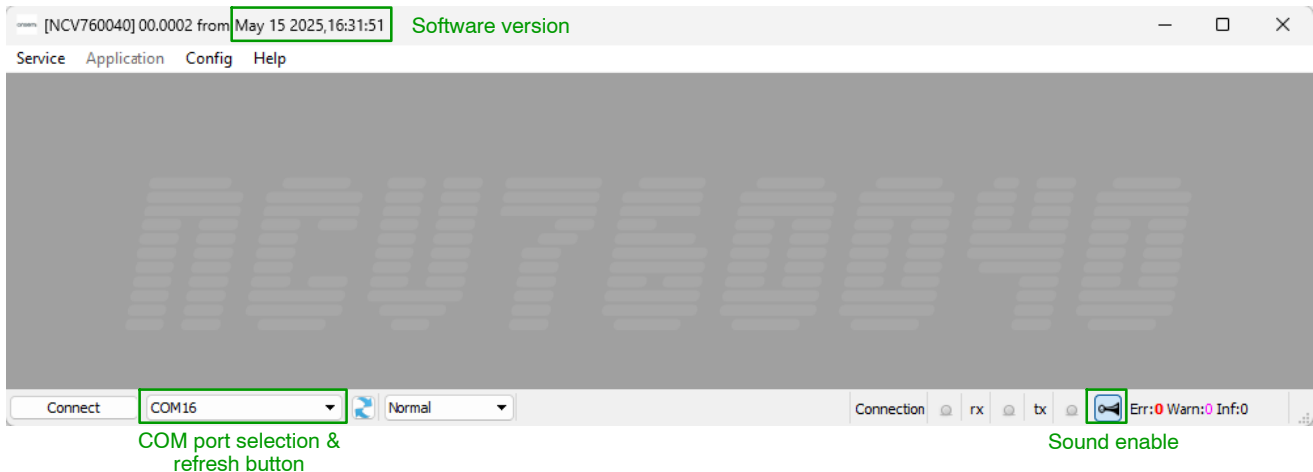 [NCV760040] 00.0002 from May 15 2025,16:31:51 Software version
Service Application Config Help
NCV760040
Connect COM16 Normal Connection rx tx Err:0 Warn:0 Inf:0
COM port selection & Sound enable
refresh button